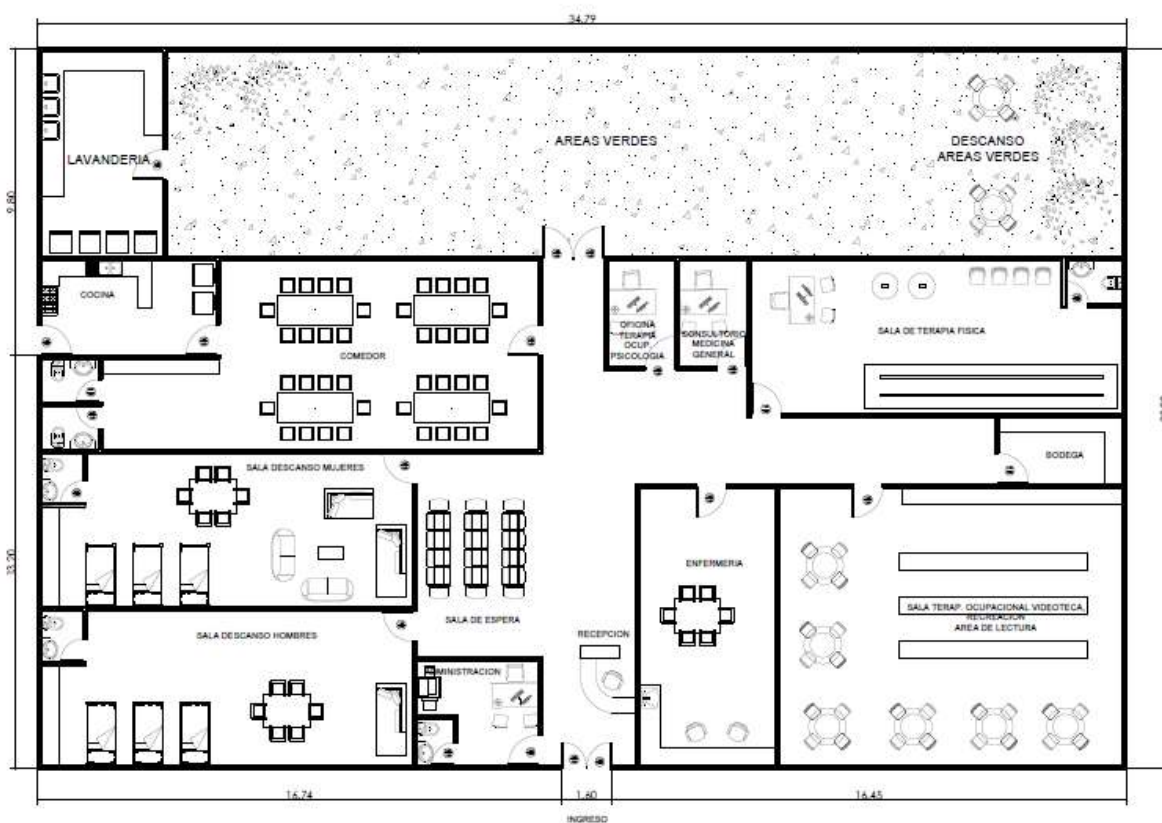 34.79
AREAS VERDES
DESCANSO
AREAS VERDES
LAVANDERIA
9.80
COCINA
COMEDOR
OFICINA
TERAPIA
OCUP.
PSICOLOGIA
CONSULTORIO
MEDICINA
GENERAL
SALA DE TERAPIA FISICA
BODEGA
SALA DESCANSO MUJERES
13.20
ENFERMERIA
SALA TERAP. OCUPACIONAL VIDEOTECA,
RECREACION
AREA DE LECTURA
SALA DE ESPERA
SALA DESCANSO HOMBRES
RECEPCION
ADMINISTRACION
16.74
1.60
16.45
INGRESO